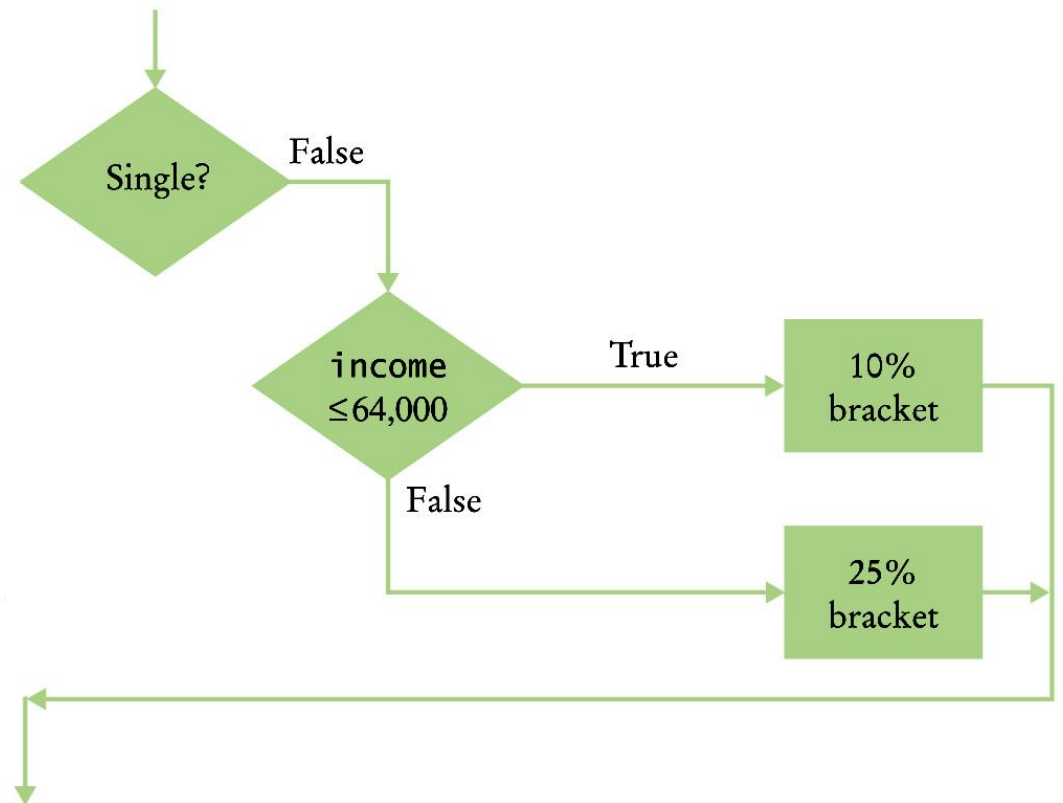 False
Single?
income
≤64,000
True
10%
bracket
False
25%
bracket